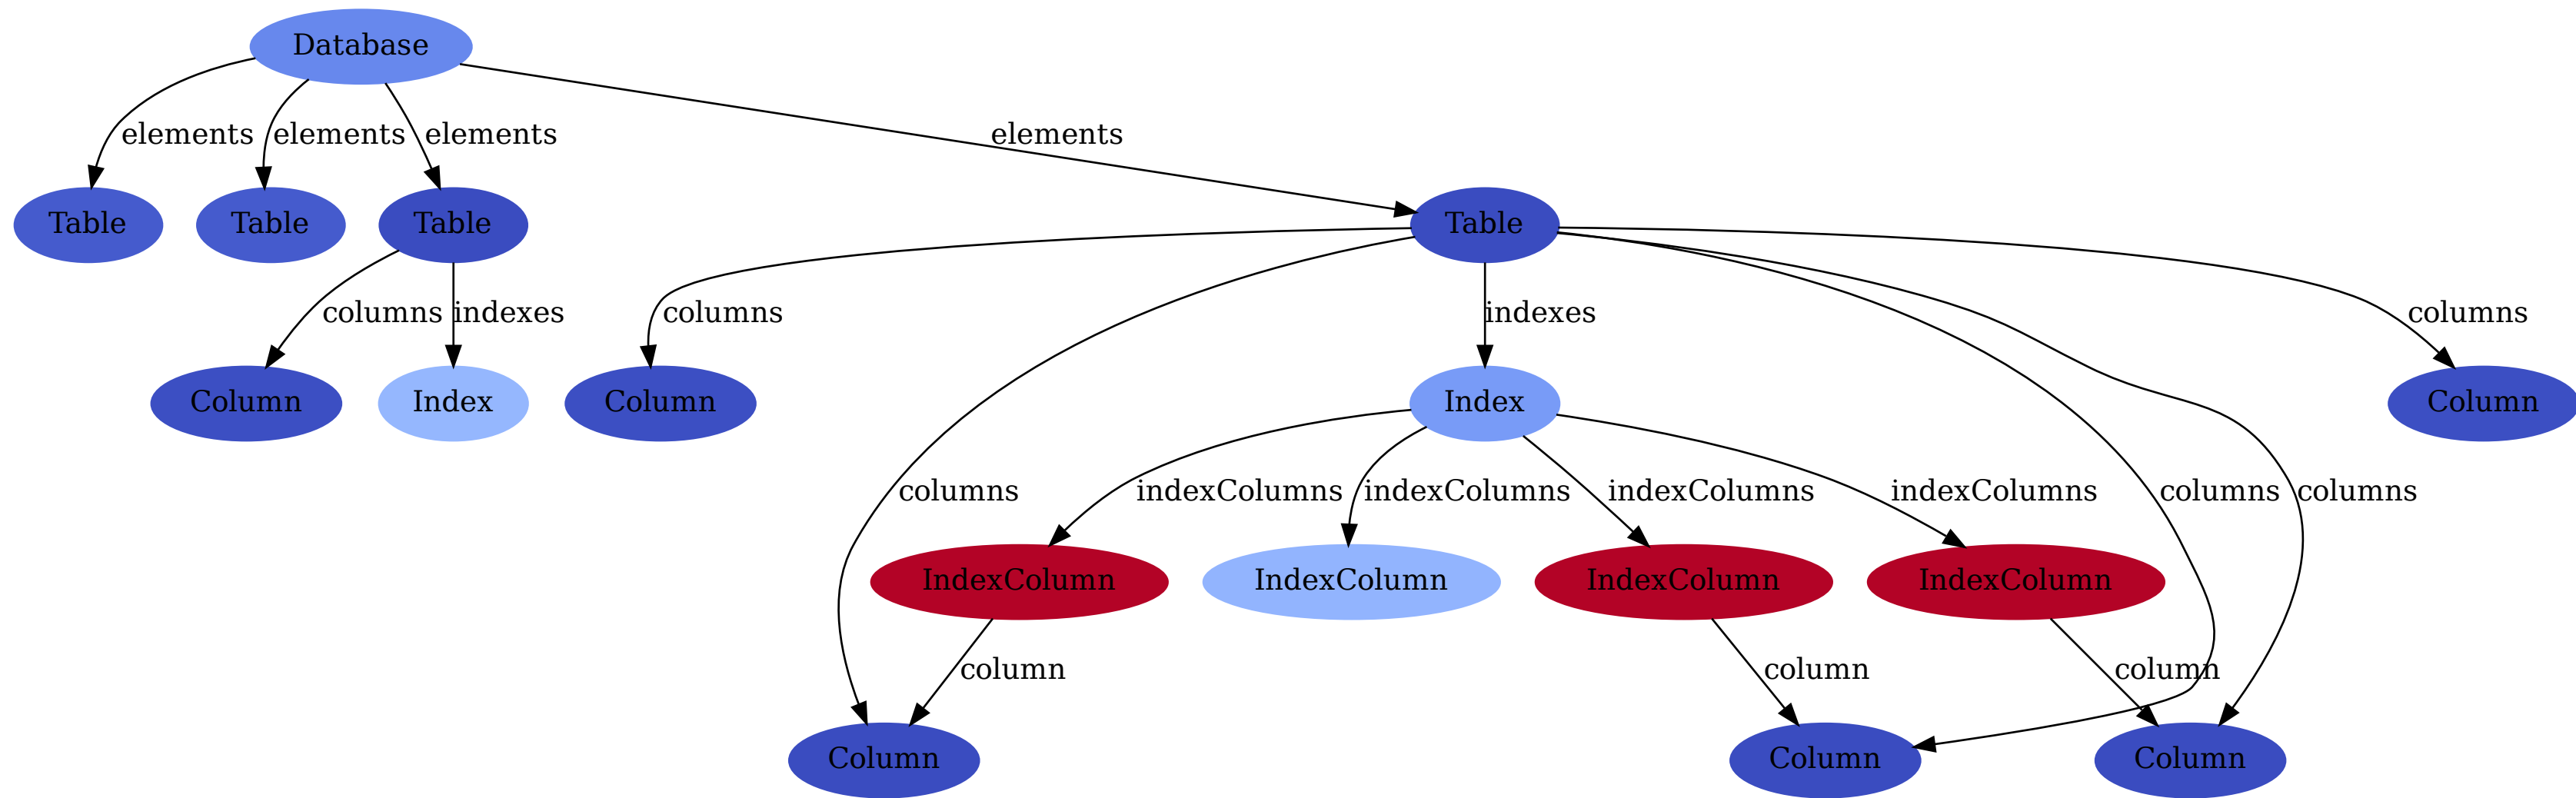 Database
elements
elements
elements
elements
Table
Table
Table
Table
columns
indexes
columns
indexes
columns
Column
Index
Column
Index
Column
columns
indexColumns
indexColumns
indexColumns
indexColumns
columns
columns
IndexColumn
IndexColumn
IndexColumn
IndexColumn
column
column
column
Column
Column
Column